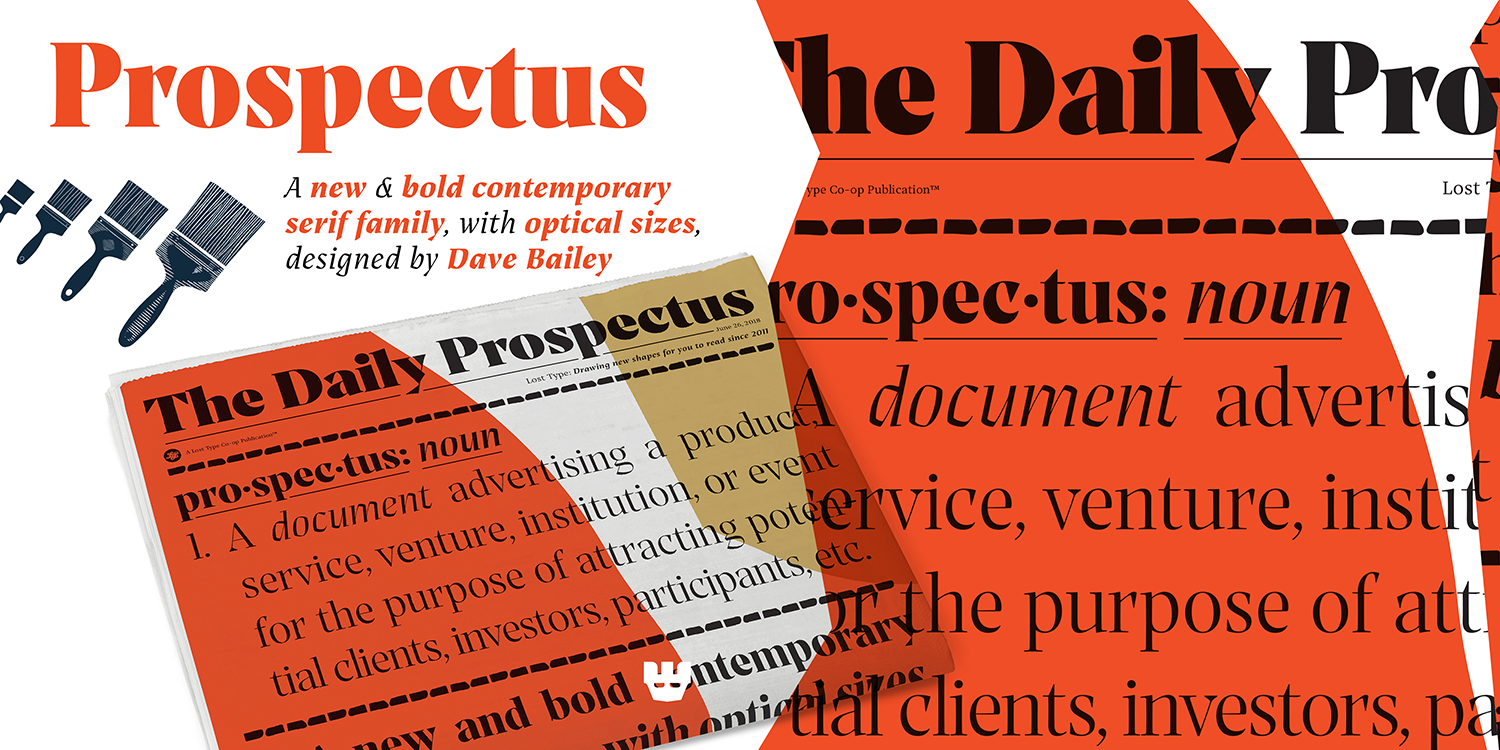 Prospectus
A new & bold contemporary
serif family, with optical sizes,
designed by Dave Bailey
The Daily Prospectus
June 26, 2018
Lost Type: Drawing new shapes for you to read since 2011
A Lost Type Co-op Publication™
pro·spec·tus: noun
1. A document advertising a product,
service, venture, institution, or event
for the purpose of attracting poten-
tial clients, investors, participants, etc.
new and bold contemporary
with optical sizes
The Daily Pro
ype Co-op Publication™
Lost
ro·spec·tus: noun
A document advertis
service, venture, instit
or the purpose of att
tial clients, investors, pa